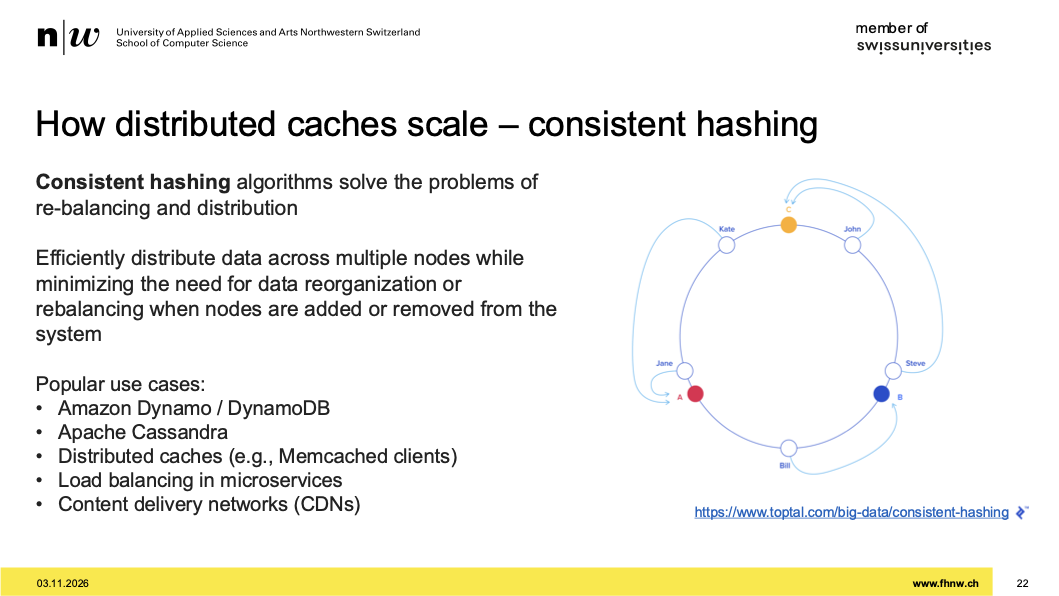 n|w University of Applied Sciences and Arts Northwestern Switzerland
School of Computer Science
member of
swissuniversities
How distributed caches scale – consistent hashing
Consistent hashing algorithms solve the problems of
re-balancing and distribution
Efficiently distribute data across multiple nodes while
minimizing the need for data reorganization or
rebalancing when nodes are added or removed from the
system
Popular use cases:
• Amazon Dynamo / DynamoDB
• Apache Cassandra
• Distributed caches (e.g., Memcached clients)
• Load balancing in microservices
• Content delivery networks (CDNs)
C
Kate
John
Jane
Steve
A
B
Bill
https://www.toptal.com/big-data/consistent-hashing
03.11.2026
www.fhnw.ch
22